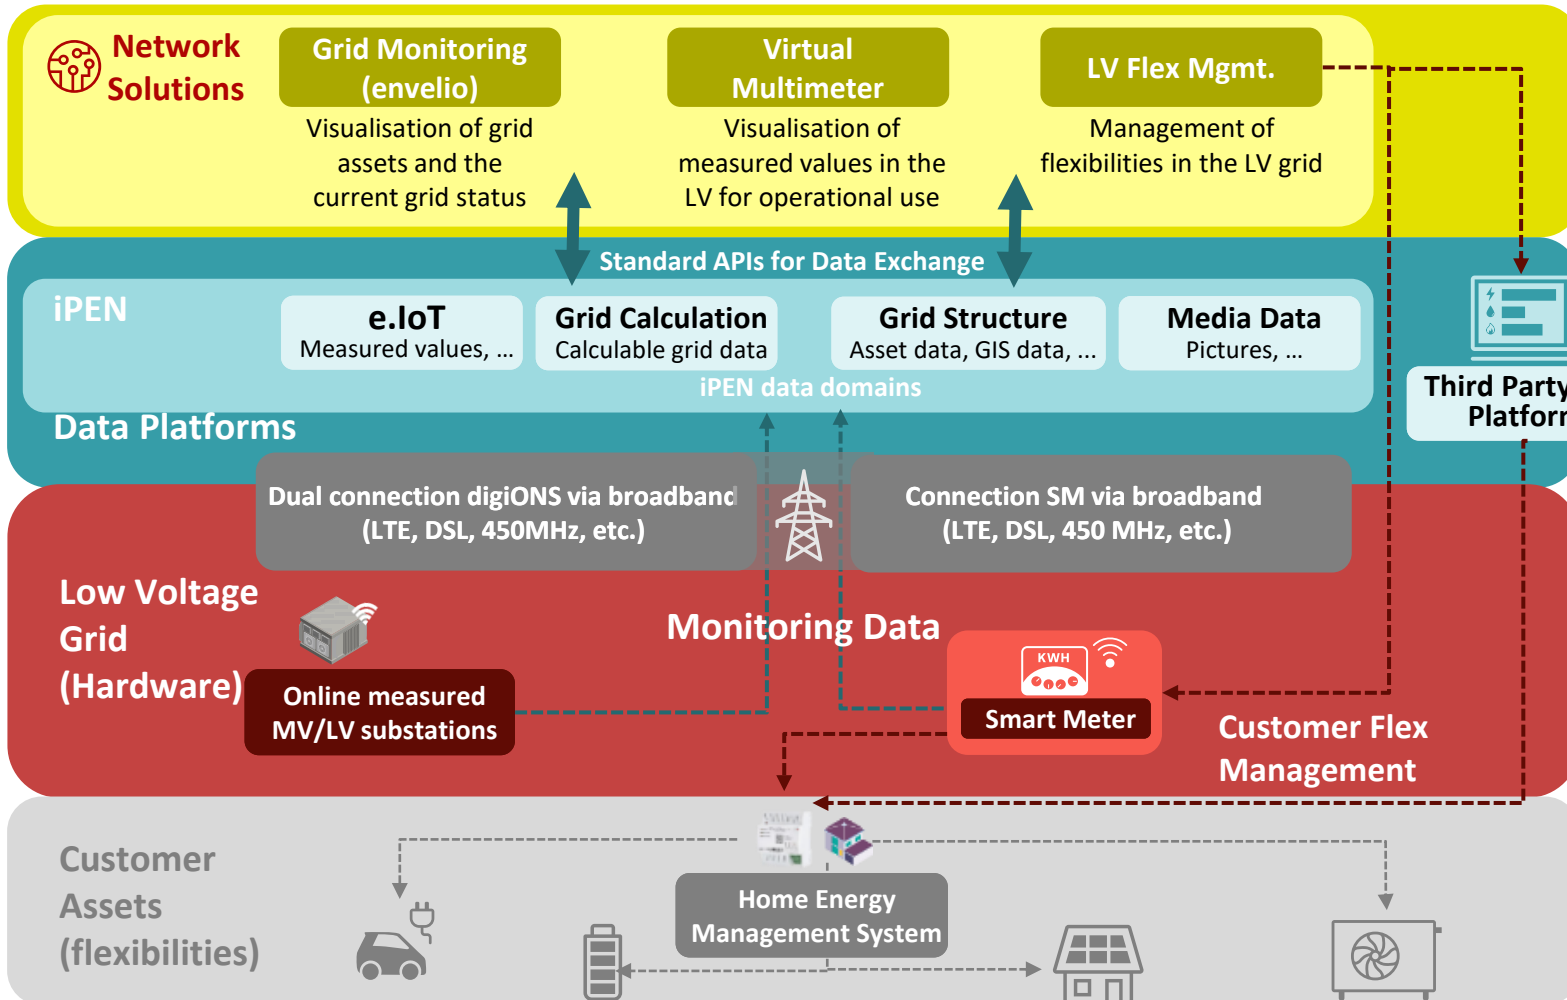 Network
Solutions
Grid Monitoring
(envelio)
Visualisation of grid
assets and the
current grid status
Virtual
Multimeter
Visualisation of
measured values in the
LV for operational use
LV Flex Mgmt.
Management of
flexibilities in the LV grid
Standard APIs for Data Exchange
iPEN
e.IoT
Measured values, ...
Grid Calculation
Calculable grid data
Grid Structure
Asset data, GIS data, ...
Media Data
Pictures, ...
iPEN data domains
Data Platforms
Third Party
Platfor
Dual connection digiONS via broadband
(LTE, DSL, 450MHz, etc.)
Connection SM via broadband
(LTE, DSL, 450 MHz, etc.)
Low Voltage
Grid
(Hardware)
Monitoring Data
Online measured
MV/LV substations
KWH
Smart Meter
Customer Flex
Management
Customer
Assets
(flexibilities)
Home Energy
Management System